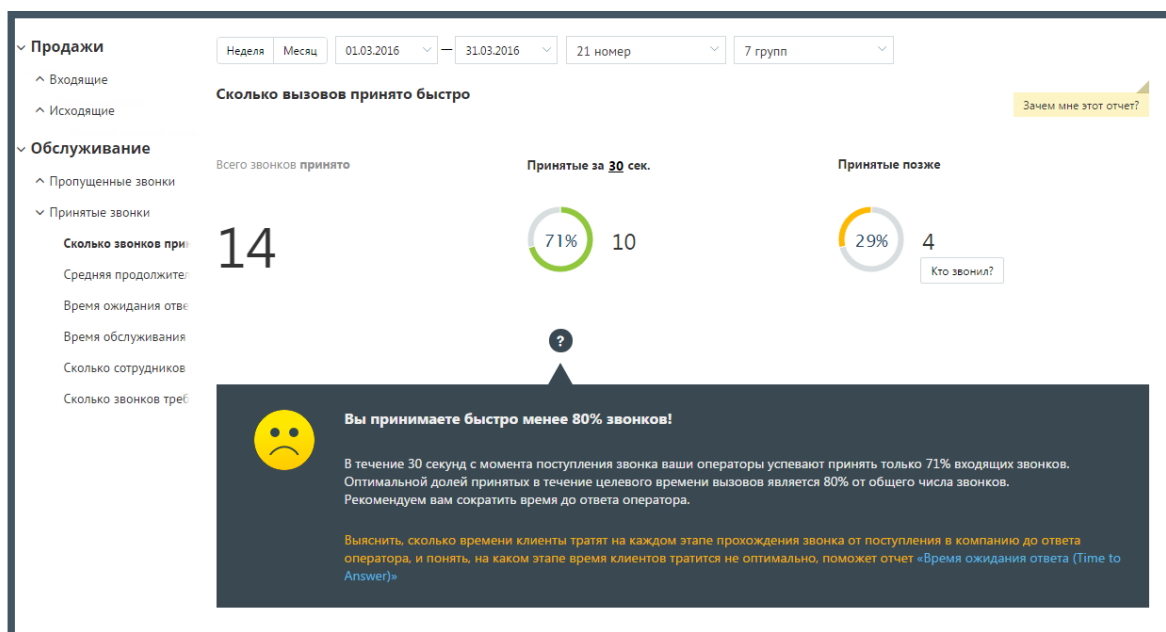 Продажи
Входящие
Исходящие
Обслуживание
Пропущенные звонки
Принятые звонки
Сколько звонков при
Средняя продолжител
Время ожидания отве
Время обслуживания
Сколько сотрудников
Сколько звонков треб
Неделя Месяц 01.03.2016 — 31.03.2016 21 номер 7 групп
Сколько вызовов принято быстро
Зачем мне этот отчет?
Всего звонков принято
14
Принятые за 30 сек.
71% 10
Принятые позже
29% 4
Кто звонил?
?
Вы принимаете быстро менее 80% звонков!
В течение 30 секунд с момента поступления звонка ваши операторы успевают принять только 71% входящих звонков.
Оптимальной долей принятых в течение целевого времени вызовов является 80% от общего числа звонков.
Рекомендуем вам сократить время до ответа оператора.
Выяснить, сколько времени клиенты тратят на каждом этапе прохождения звонка от поступления в компанию до ответа
оператора, и понять, на каком этапе время клиентов тратится не оптимально, поможет отчет «Время ожидания ответа (Time to
Answer)»